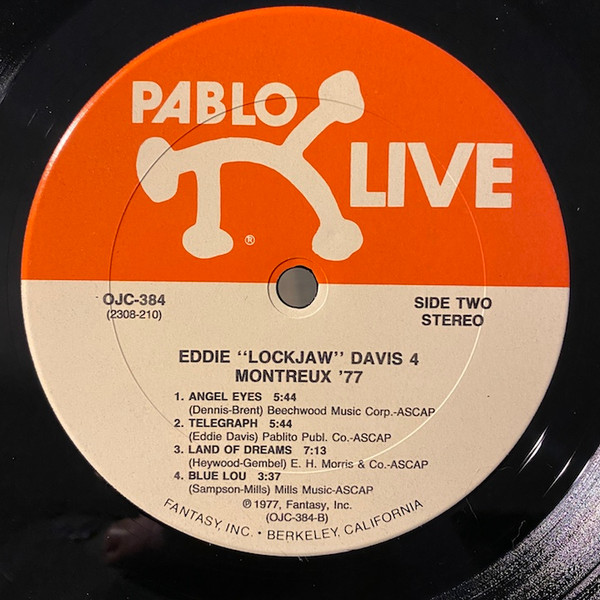 PABLO
LIVE
®
OJC-384
(2308-210)
SIDE TWO
STEREO
EDDIE "LOCKJAW" DAVIS 4
MONTREUX '77
1. ANGEL EYES 5:44
(Dennis-Brent) Beechwood Music Corp.-ASCAP
2. TELEGRAPH 5:44
(Eddie Davis) Pablito Publ. Co.-ASCAP
3. LAND OF DREAMS 7:13
(Heywood-Gembel) E. H. Morris & Co.-ASCAP
4. BLUE LOU 3:37
(Sampson-Mills) Mills Music-ASCAP
℗ 1977, Fantasy, Inc.
(OJC-384-B)
FANTASY, INC. • BERKELEY, CALIFORNIA